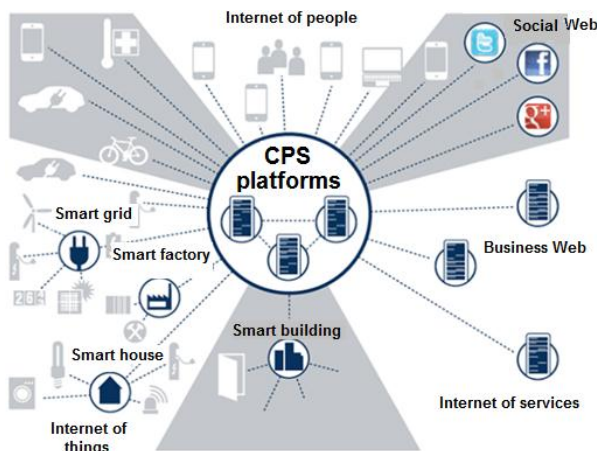 Internet of people
Social Web
CPS
platforms
Smart grid
Smart factory
Business Web
Smart building
Smart house
Internet of services
Internet of
things